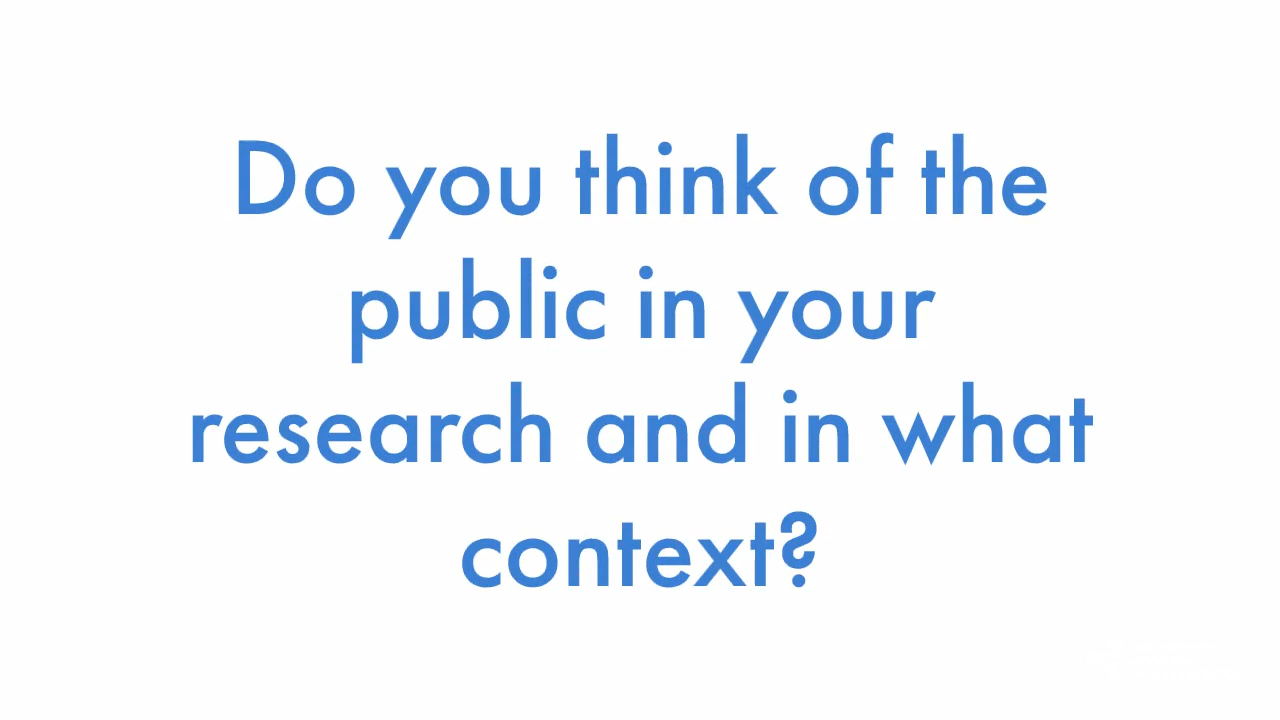 Do you think of the
public in your
research and in what
context?